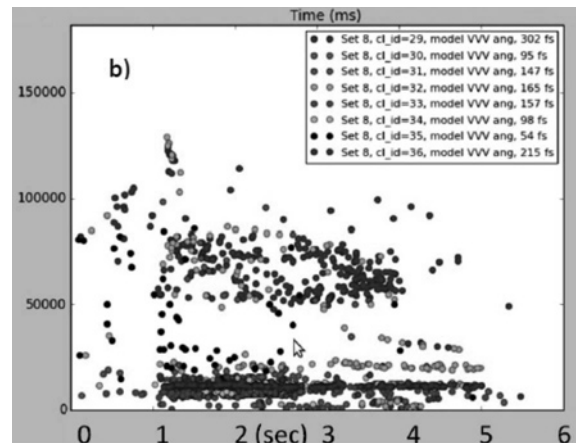 Time (ms)
b)
Set 8, cl_id=29, model VVV ang, 302 fs
Set 8, cl_id=30, model VVV ang, 95 fs
Set 8, cl_id=31, model VVV ang, 147 fs
Set 8, cl_id=32, model VVV ang, 165 fs
Set 8, cl_id=33, model VVV ang, 157 fs
Set 8, cl_id=34, model VVV ang, 98 fs
Set 8, cl_id=35, model VVV ang, 54 fs
Set 8, cl_id=36, model VVV ang, 215 fs
150000
100000
50000
0
0 1 2 (sec) 3 4 5 6